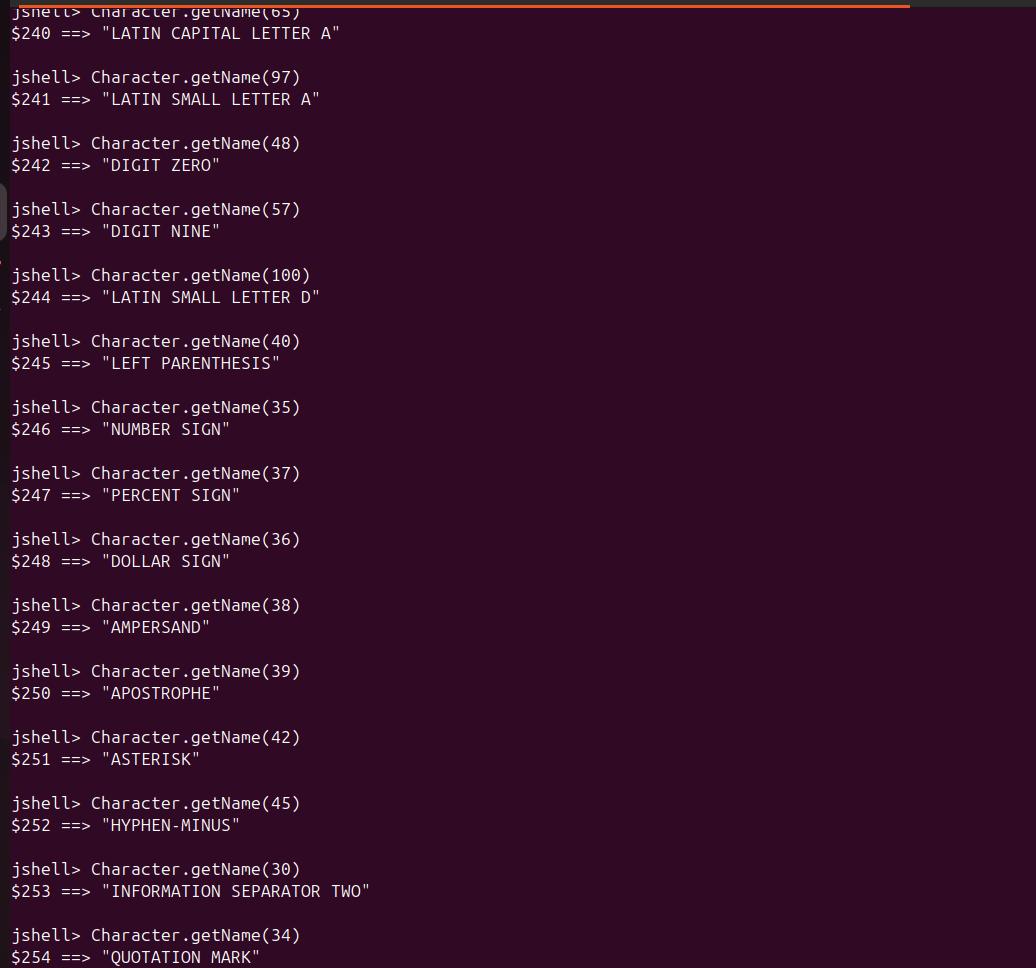 jshell> Character.getName(65)
$240 ==> "LATIN CAPITAL LETTER A"
jshell> Character.getName(97)
$241 ==> "LATIN SMALL LETTER A"
jshell> Character.getName(48)
$242 ==> "DIGIT ZERO"
jshell> Character.getName(57)
$243 ==> "DIGIT NINE"
jshell> Character.getName(100)
$244 ==> "LATIN SMALL LETTER D"
jshell> Character.getName(40)
$245 ==> "LEFT PARENTHESIS"
jshell> Character.getName(35)
$246 ==> "NUMBER SIGN"
jshell> Character.getName(37)
$247 ==> "PERCENT SIGN"
jshell> Character.getName(36)
$248 ==> "DOLLAR SIGN"
jshell> Character.getName(38)
$249 ==> "AMPERSAND"
jshell> Character.getName(39)
$250 ==> "APOSTROPHE"
jshell> Character.getName(42)
$251 ==> "ASTERISK"
jshell> Character.getName(45)
$252 ==> "HYPHEN-MINUS"
jshell> Character.getName(30)
$253 ==> "INFORMATION SEPARATOR TWO"
jshell> Character.getName(34)
$254 ==> "QUOTATION MARK"